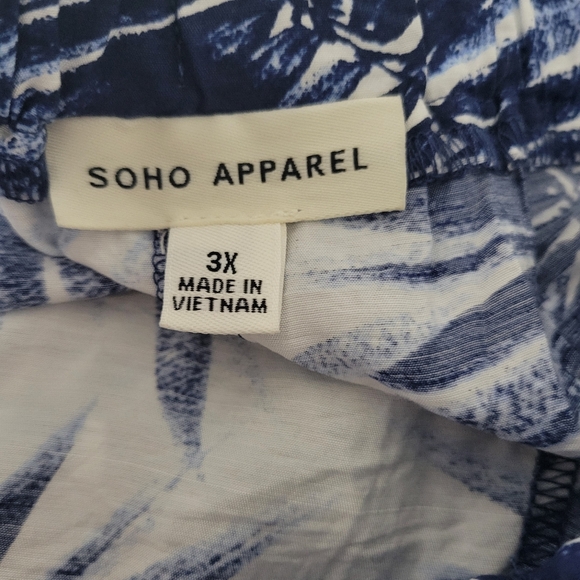 SOHO APPAREL
3X
MADE IN
VIETNAM